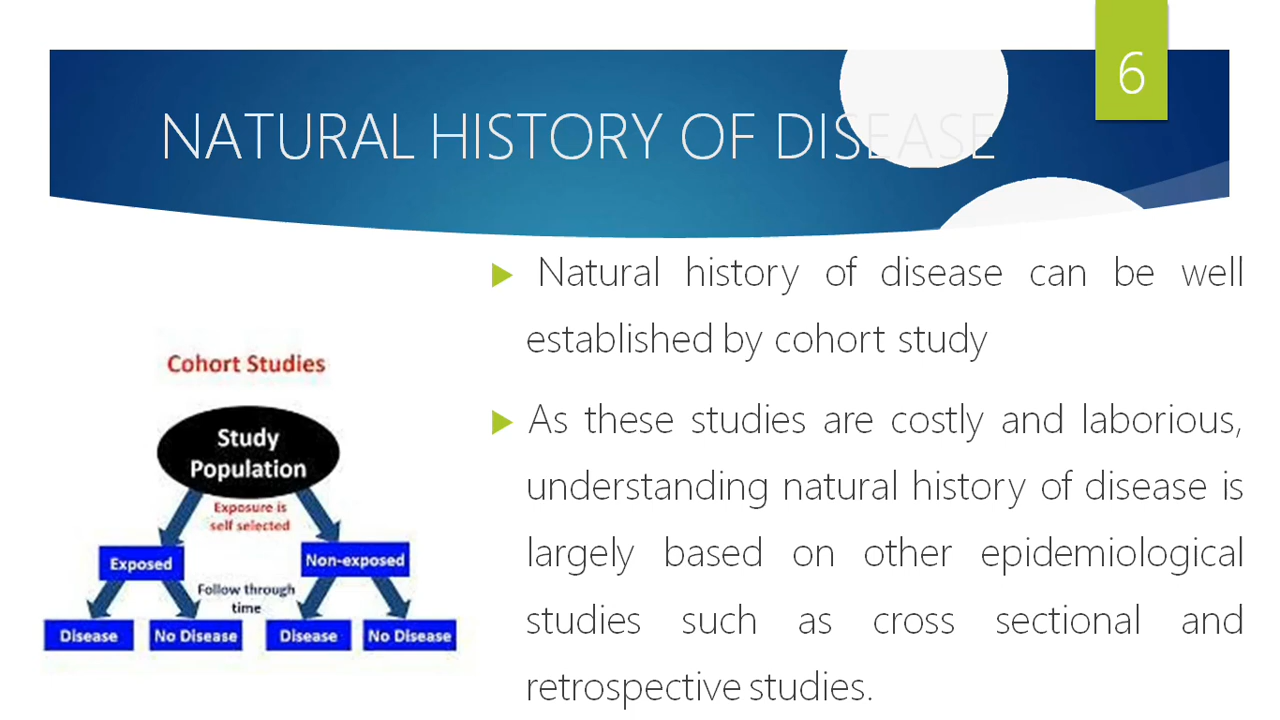 6
NATURAL HISTORY OF DISEASE
Natural history of disease can be well
established by cohort study
As these studies are costly and laborious,
understanding natural history of disease is
largely based on other epidemiological
studies such as cross sectional and
retrospective studies.
Cohort Studies
Study
Population
Exposure is
self selected
Exposed
Non-exposed
Follow through
time
Disease
No Disease
Disease
No Disease